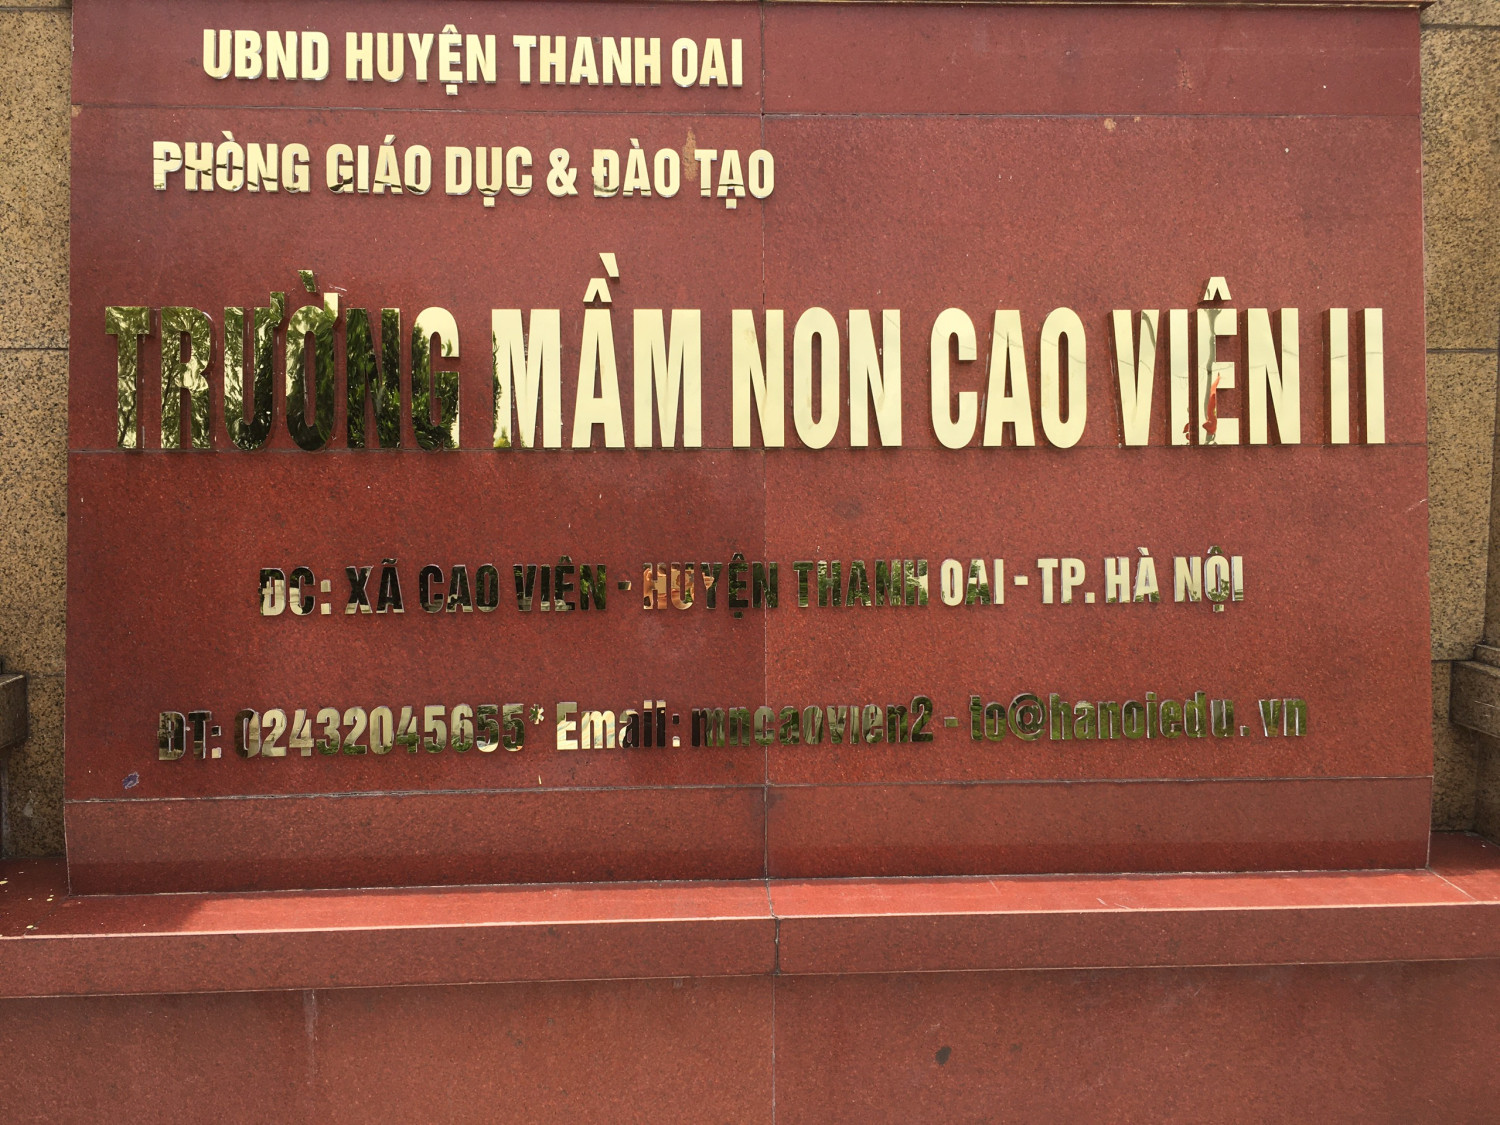 UBND HUYỆN THANH OAI
PHÒNG GIÁO DỤC & ĐÀO TẠO
TRƯỜNG MẦM NON CAO VIÊN II
ĐC: XÃ CAO VIÊN - HUYỆN THANH OAI - TP. HÀ NỘI
ĐT: 02432045655* Email: mncaovien2 - to@hanoiedu.vn